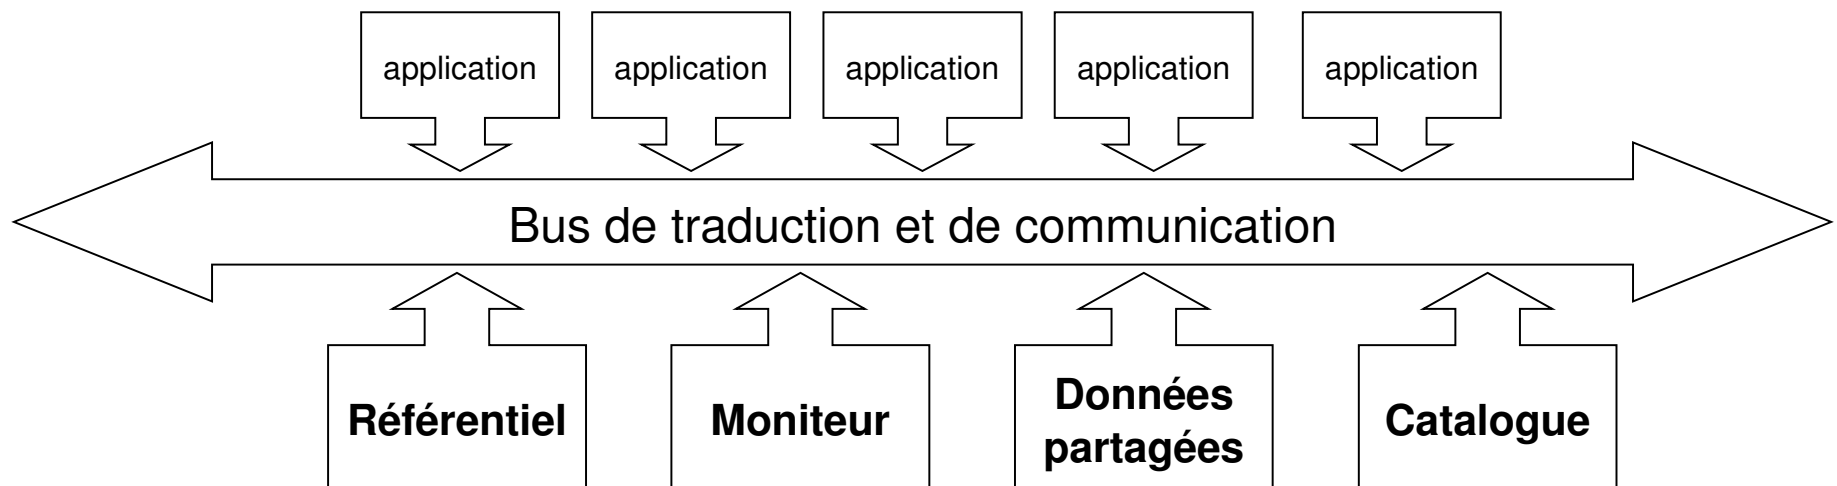 application
application
application
application
application
Bus de traduction et de communication
Référentiel
Moniteur
Données
partagées
Catalogue